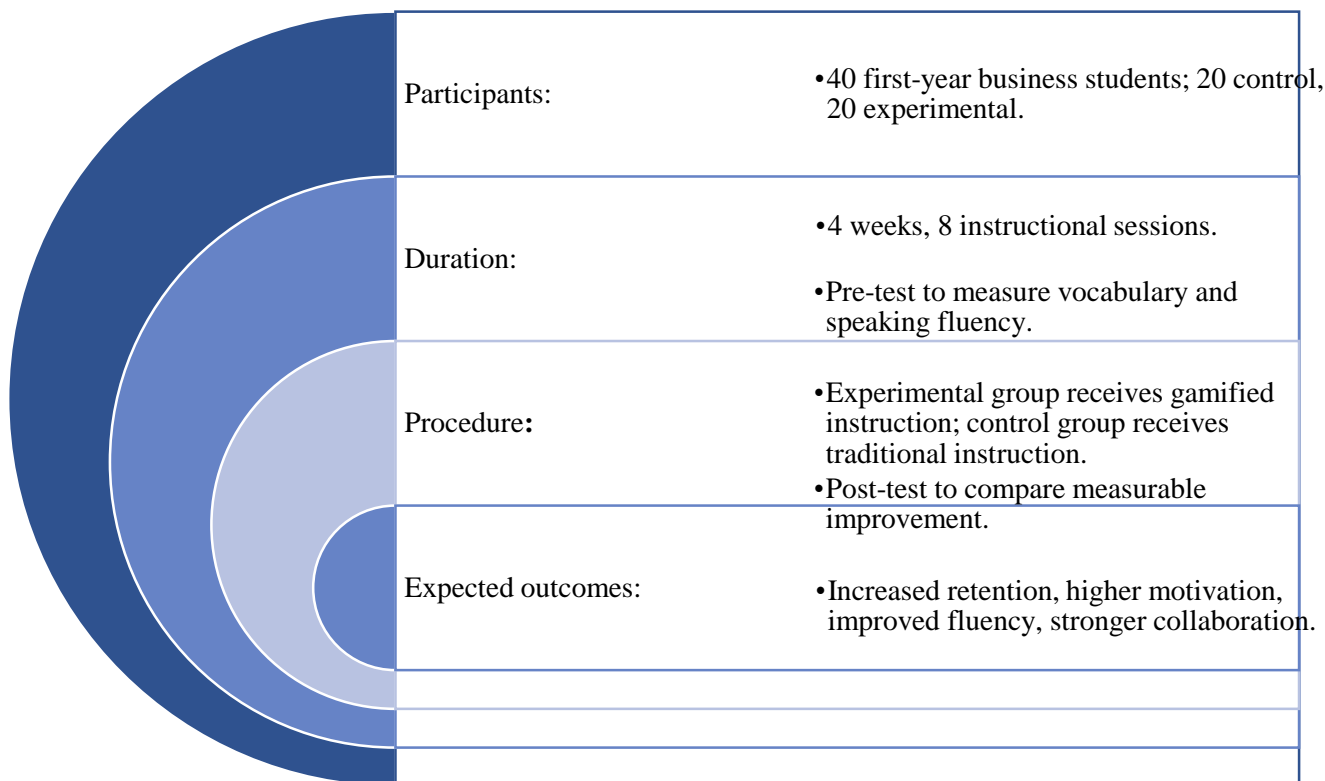 Participants:
•40 first-year business students; 20 control,
20 experimental.
Duration:
•4 weeks, 8 instructional sessions.
•Pre-test to measure vocabulary and
speaking fluency.
Procedure:
•Experimental group receives gamified
instruction; control group receives
traditional instruction.
•Post-test to compare measurable
improvement.
Expected outcomes:
•Increased retention, higher motivation,
improved fluency, stronger collaboration.